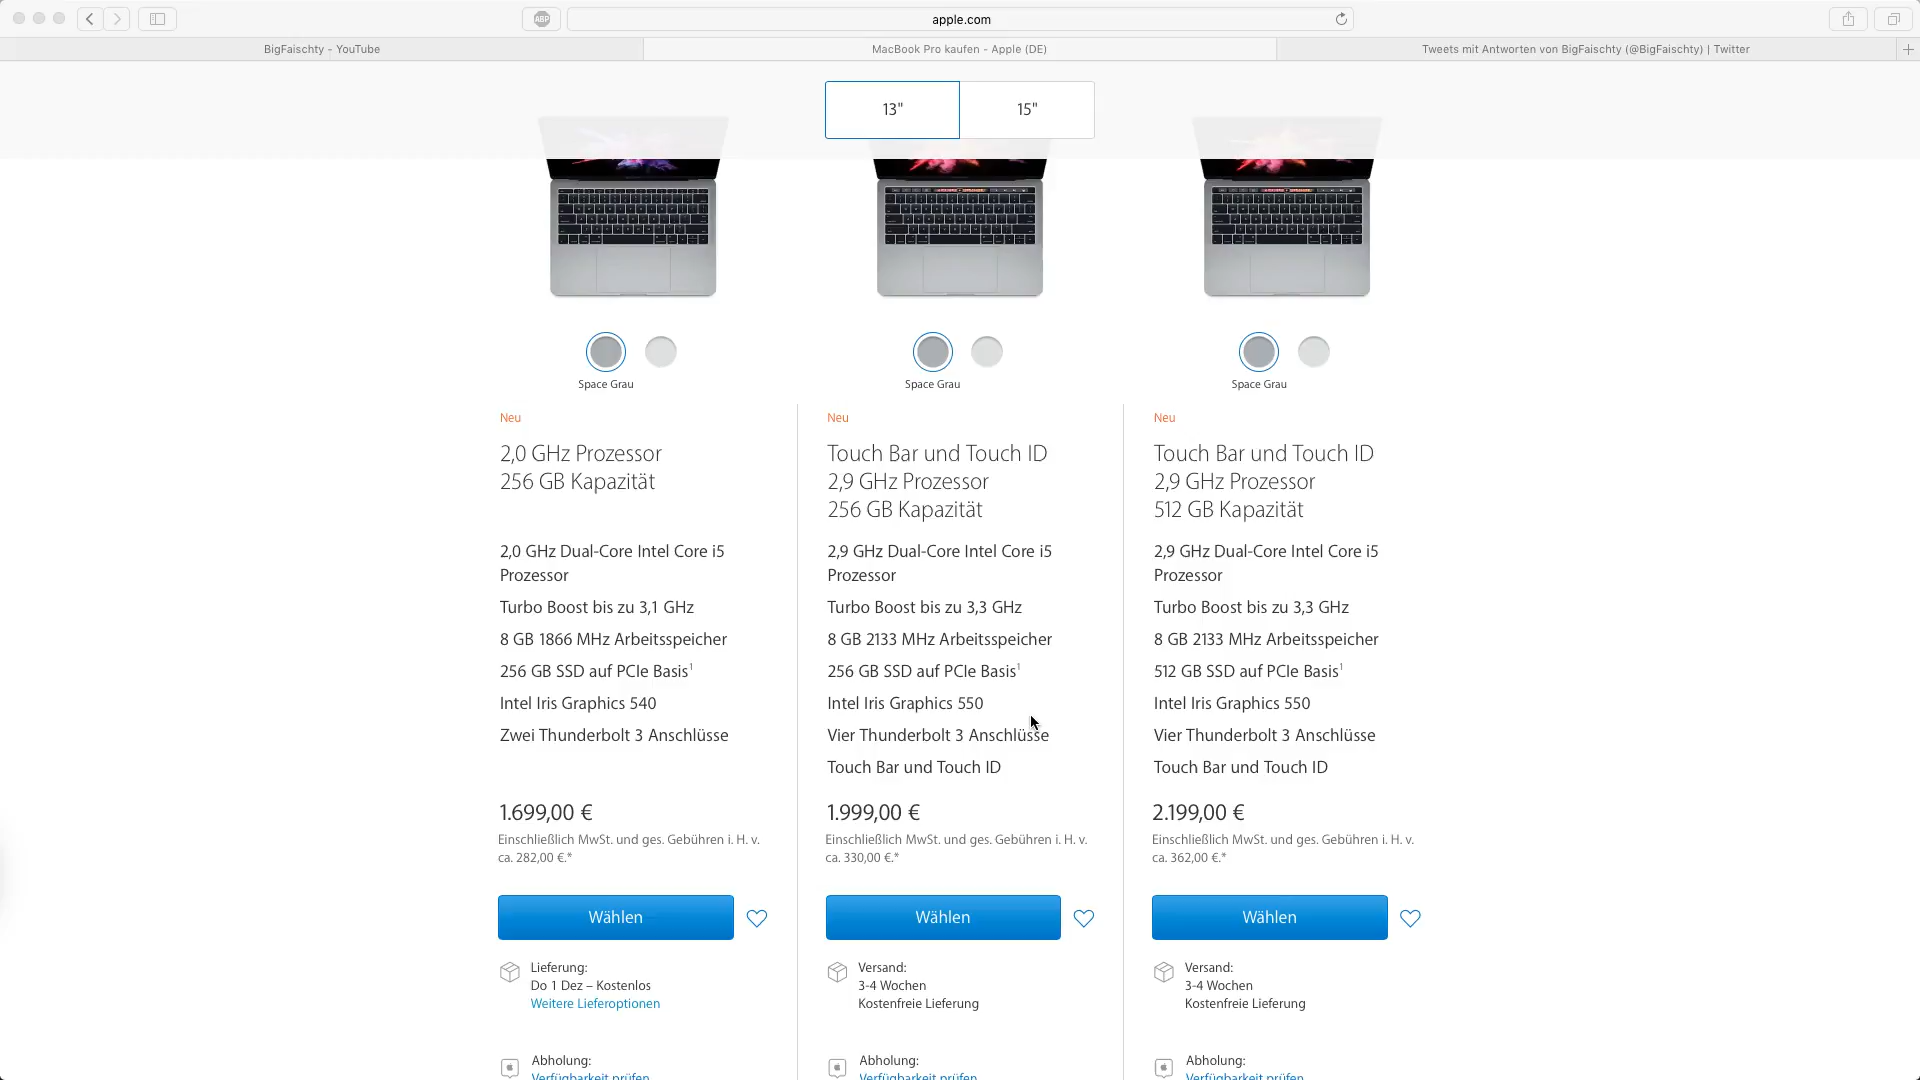 ABP
apple.com
BigFaischty – YouTube
MacBook Pro kaufen - Apple (DE)
Tweets mit Antworten von BigFaischty (@BigFaischty) | Twitter
13"
15"
Space Grau
Space Grau
Space Grau
Neu
2,0 GHz Prozessor
256 GB Kapazität
2,0 GHz Dual-Core Intel Core i5
Prozessor
Turbo Boost bis zu 3,1 GHz
8 GB 1866 MHz Arbeitsspeicher
256 GB SSD auf PCIe Basis¹
Intel Iris Graphics 540
Zwei Thunderbolt 3 Anschlüsse
1.699,00 €
Einschließlich MwSt. und ges. Gebühren i. H. v.
ca. 282,00 €.*
Wählen
Lieferung:
Do 1 Dez – Kostenlos
Weitere Lieferoptionen
Abholung:
Verfügbarkeit prüfen
Neu
Touch Bar und Touch ID
2,9 GHz Prozessor
256 GB Kapazität
2,9 GHz Dual-Core Intel Core i5
Prozessor
Turbo Boost bis zu 3,3 GHz
8 GB 2133 MHz Arbeitsspeicher
256 GB SSD auf PCIe Basis¹
Intel Iris Graphics 550
Vier Thunderbolt 3 Anschlüsse
Touch Bar und Touch ID
1.999,00 €
Einschließlich MwSt. und ges. Gebühren i. H. v.
ca. 330,00 €.*
Wählen
Versand:
3-4 Wochen
Kostenfreie Lieferung
Abholung:
Verfügbarkeit prüfen
Neu
Touch Bar und Touch ID
2,9 GHz Prozessor
512 GB Kapazität
2,9 GHz Dual-Core Intel Core i5
Prozessor
Turbo Boost bis zu 3,3 GHz
8 GB 2133 MHz Arbeitsspeicher
512 GB SSD auf PCIe Basis¹
Intel Iris Graphics 550
Vier Thunderbolt 3 Anschlüsse
Touch Bar und Touch ID
2.199,00 €
Einschließlich MwSt. und ges. Gebühren i. H. v.
ca. 362,00 €.*
Wählen
Versand:
3-4 Wochen
Kostenfreie Lieferung
Abholung:
Verfügbarkeit prüfen